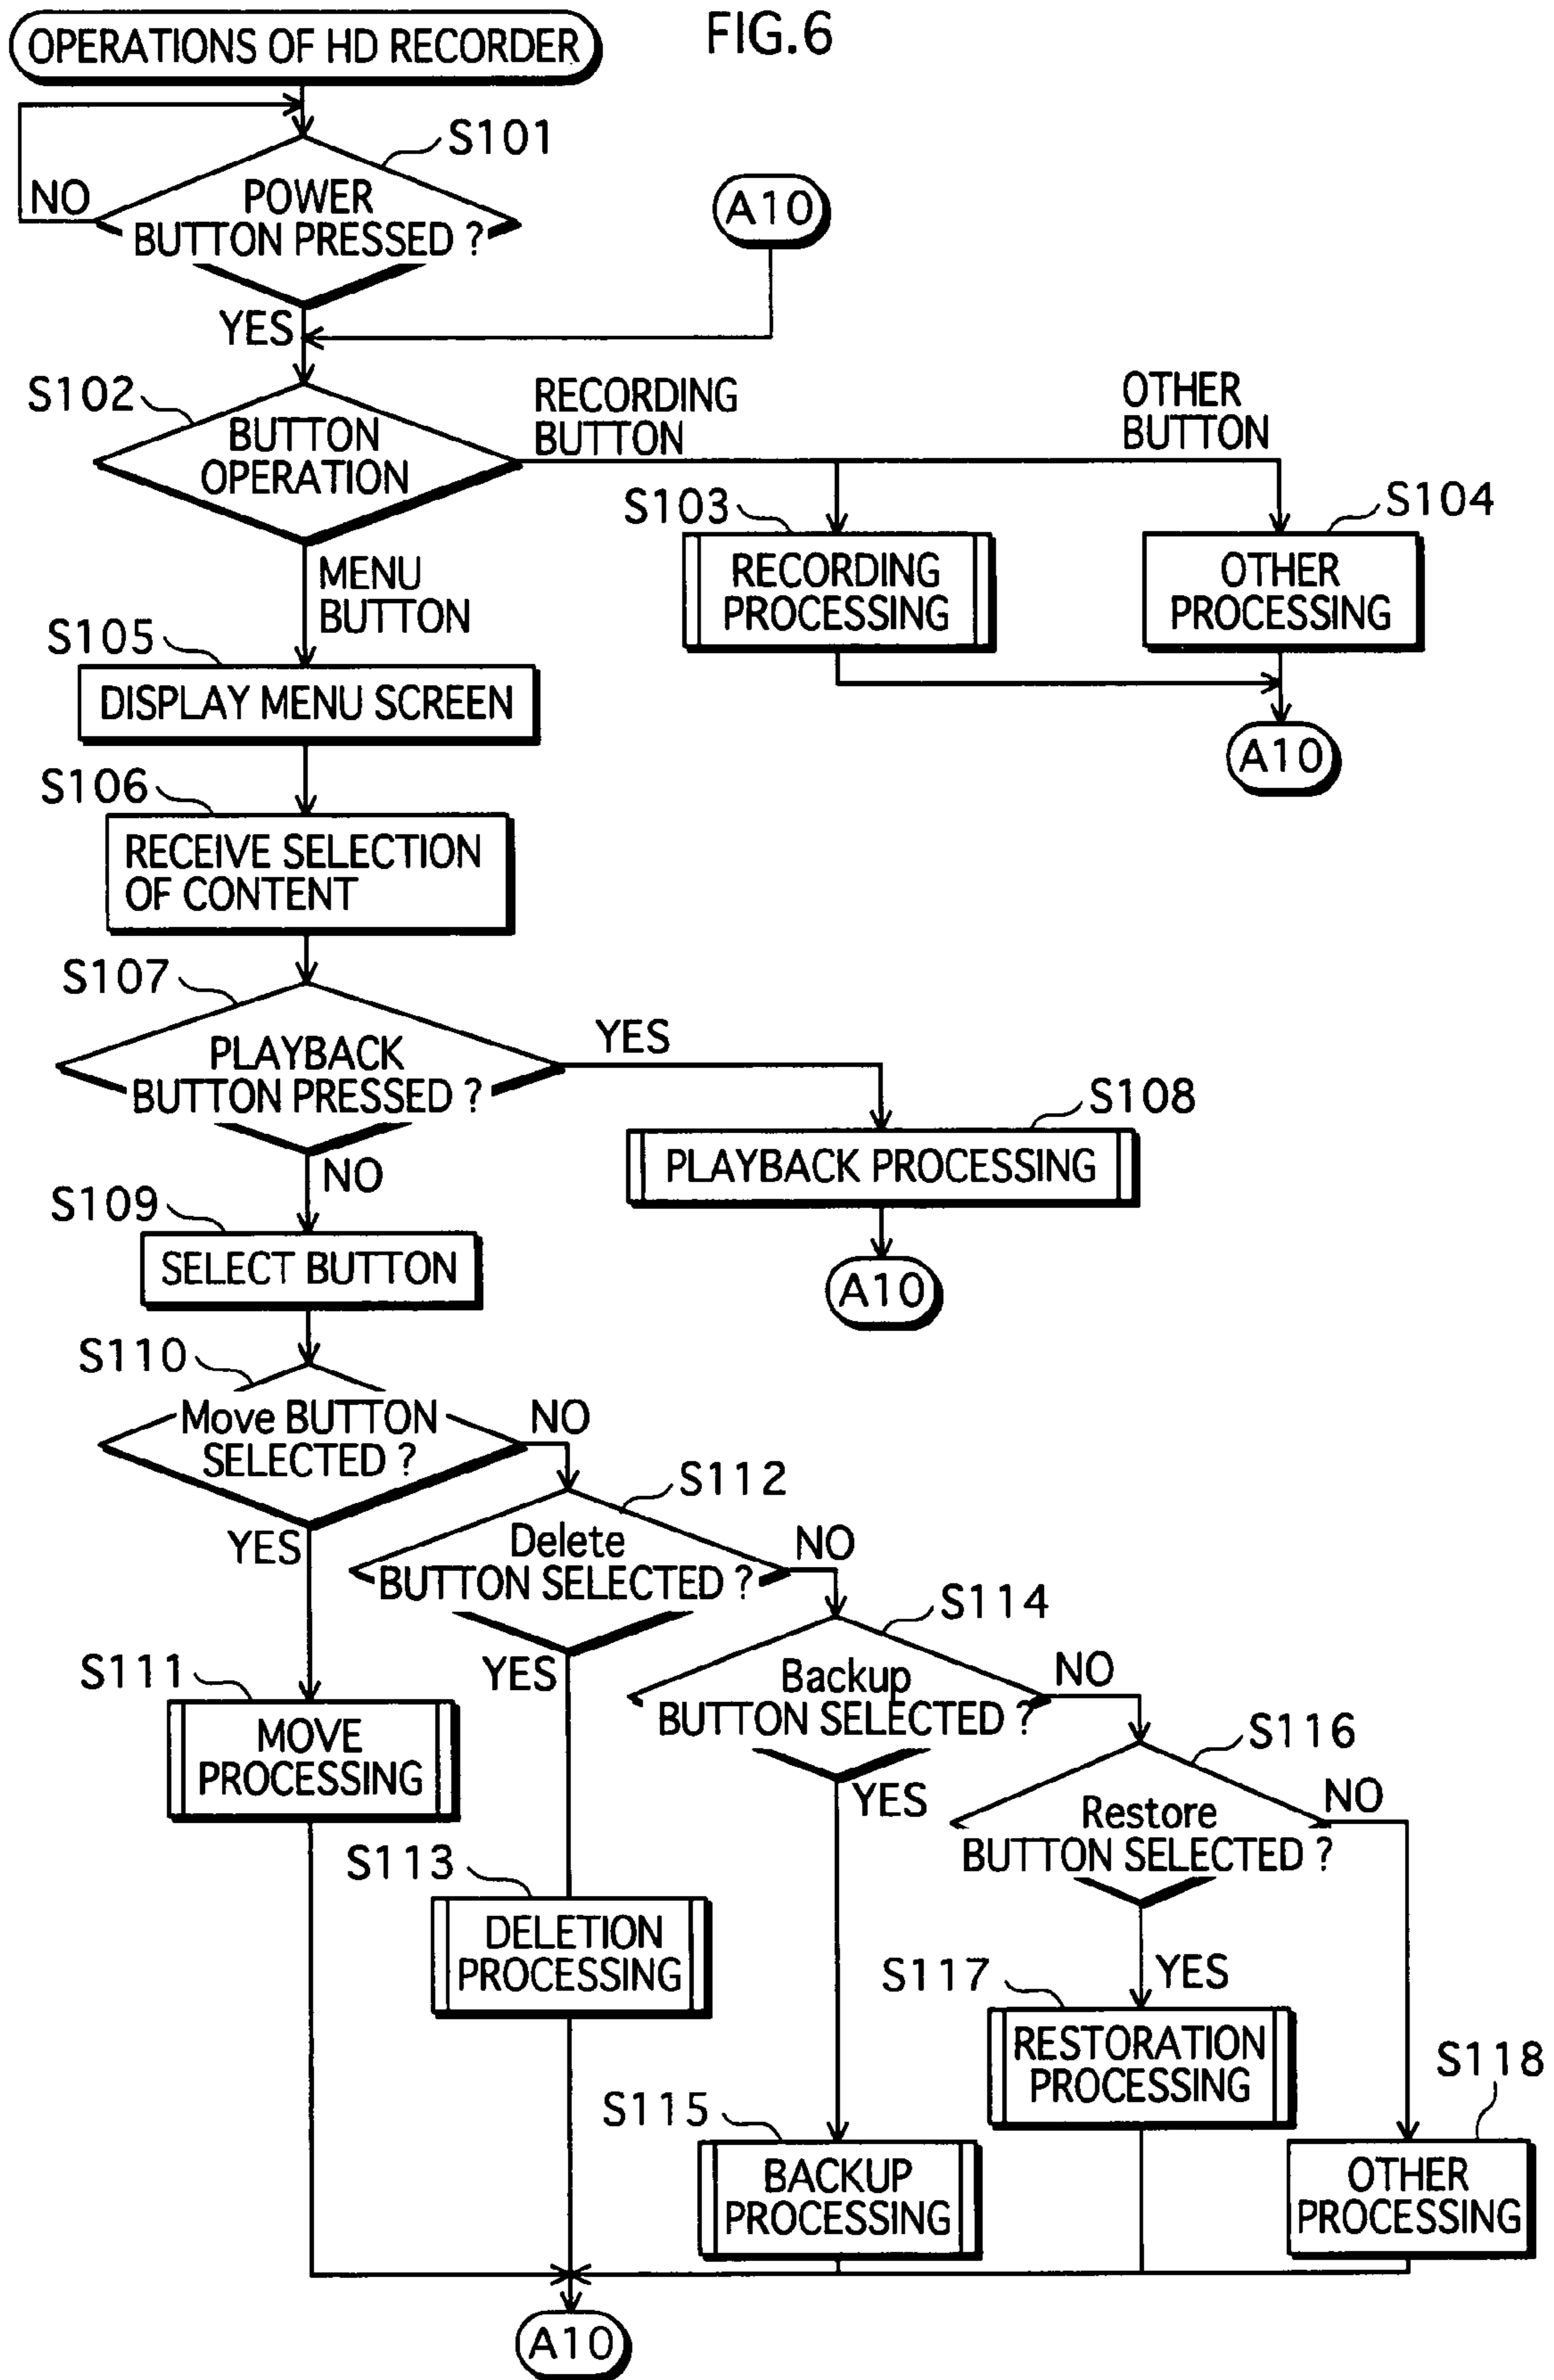 FIG.6
OPERATIONS OF HD RECORDER
S101
NO
POWER
BUTTON PRESSED ?
A10
YES
S102
BUTTON
OPERATION
RECORDING
BUTTON
OTHER
BUTTON
S103
S104
MENU
BUTTON
RECORDING
PROCESSING
OTHER
PROCESSING
S105
DISPLAY MENU SCREEN
A10
S106
RECEIVE SELECTION
OF CONTENT
S107
PLAYBACK
BUTTON PRESSED ?
YES
S108
NO
PLAYBACK PROCESSING
S109
SELECT BUTTON
A10
S110
Move BUTTON
SELECTED ?
NO
S112
YES
Delete
BUTTON SELECTED ?
NO
S114
YES
S111
MOVE
PROCESSING
Backup
BUTTON SELECTED ?
NO
S116
YES
Restore
BUTTON SELECTED ?
NO
S113
DELETION
PROCESSING
S117
YES
RESTORATION
PROCESSING
S118
S115
BACKUP
PROCESSING
OTHER
PROCESSING
A10